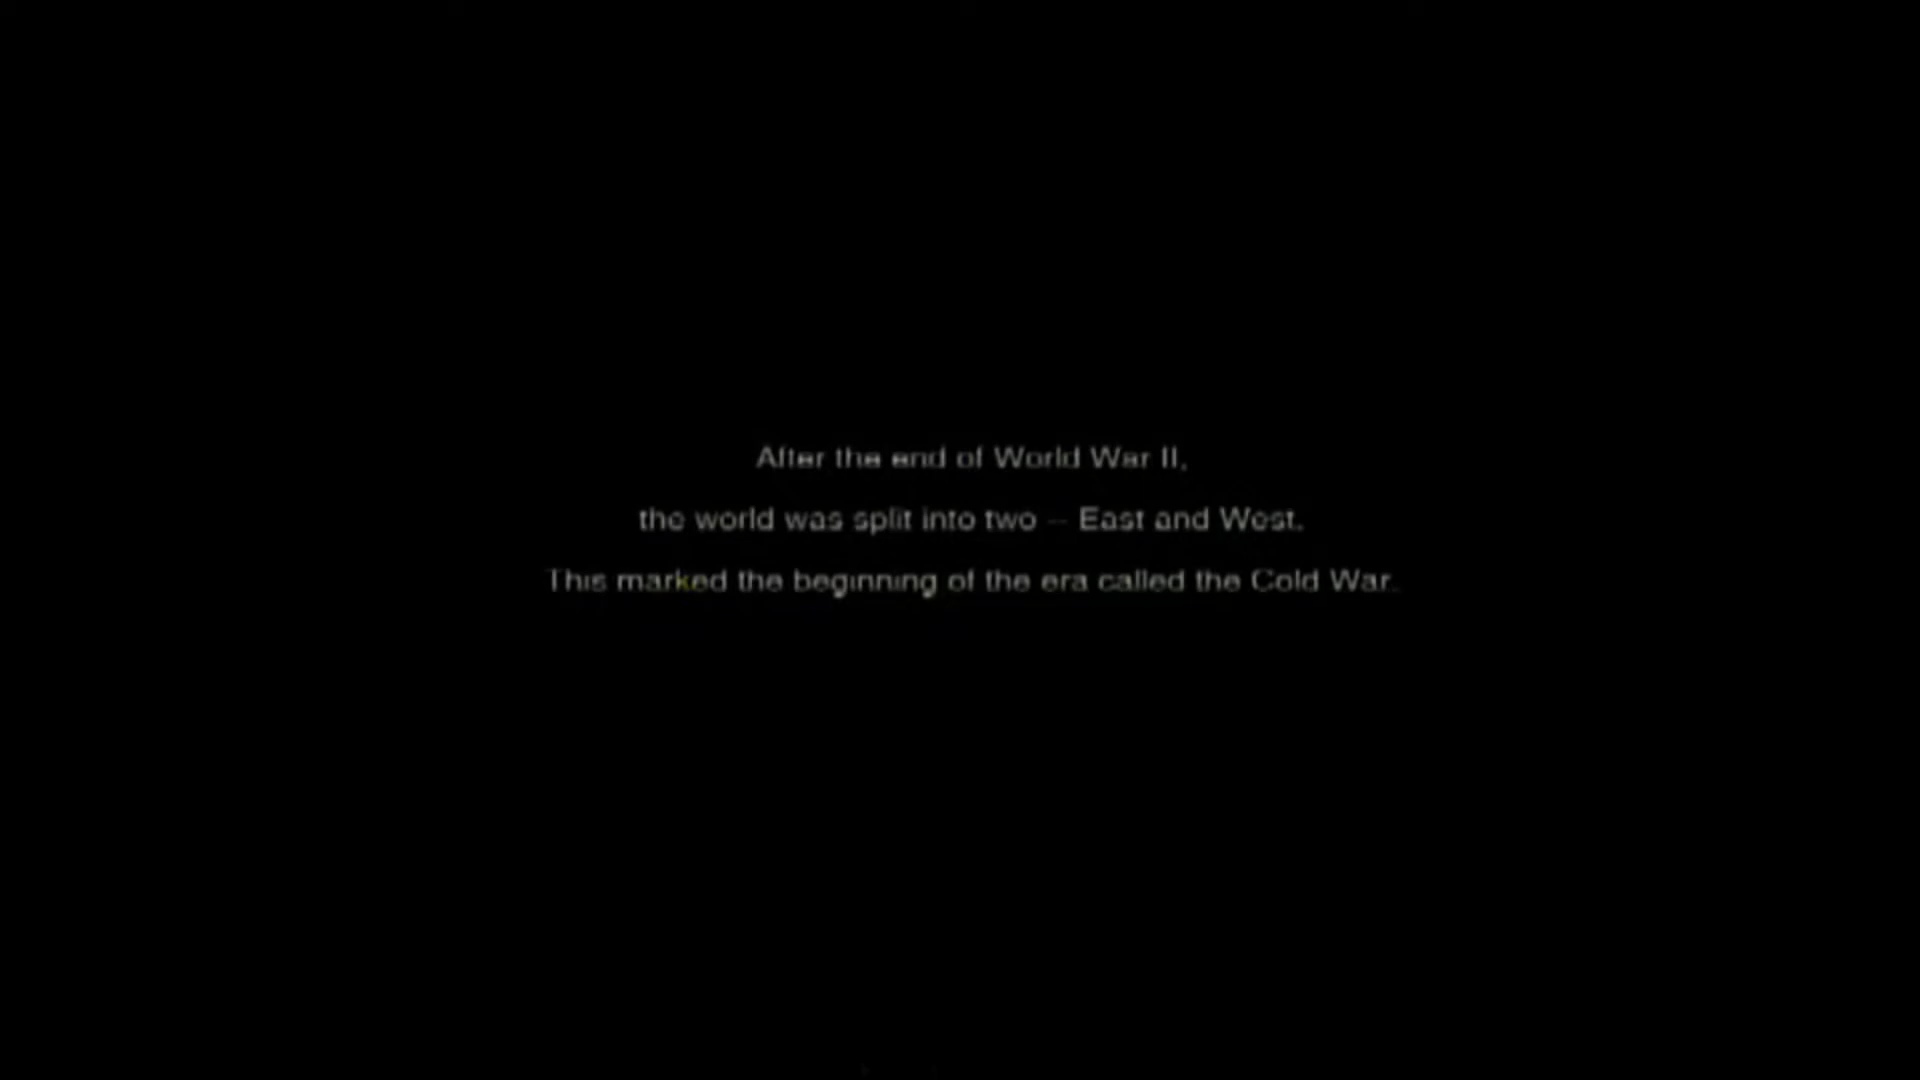 After the end of World War II,
the world was split into two -- East and West.
This marked the beginning of the era called the Cold War.